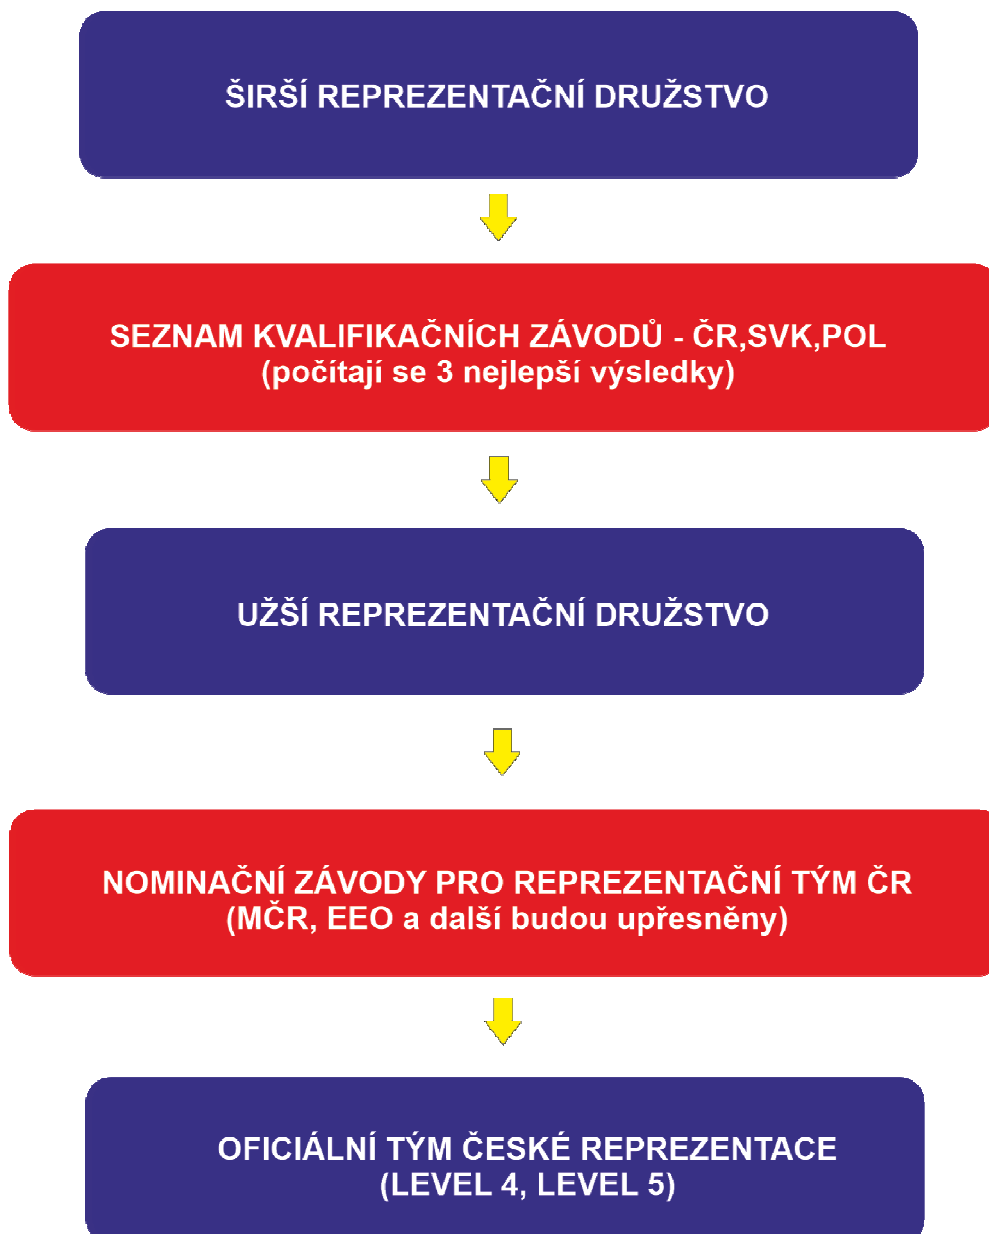 ŠIRŠÍ REPREZENTAČNÍ DRUŽSTVO
SEZNAM KVALIFIKAČNÍCH ZÁVODŮ - ČR,SVK,POL
(počítají se 3 nejlepší výsledky)
UŽŠÍ REPREZENTAČNÍ DRUŽSTVO
NOMINAČNÍ ZÁVODY PRO REPREZENTAČNÍ TÝM ČR
(MČR, EEO a další budou upřesněny)
OFICIÁLNÍ TÝM ČESKÉ REPREZENTACE
(LEVEL 4, LEVEL 5)